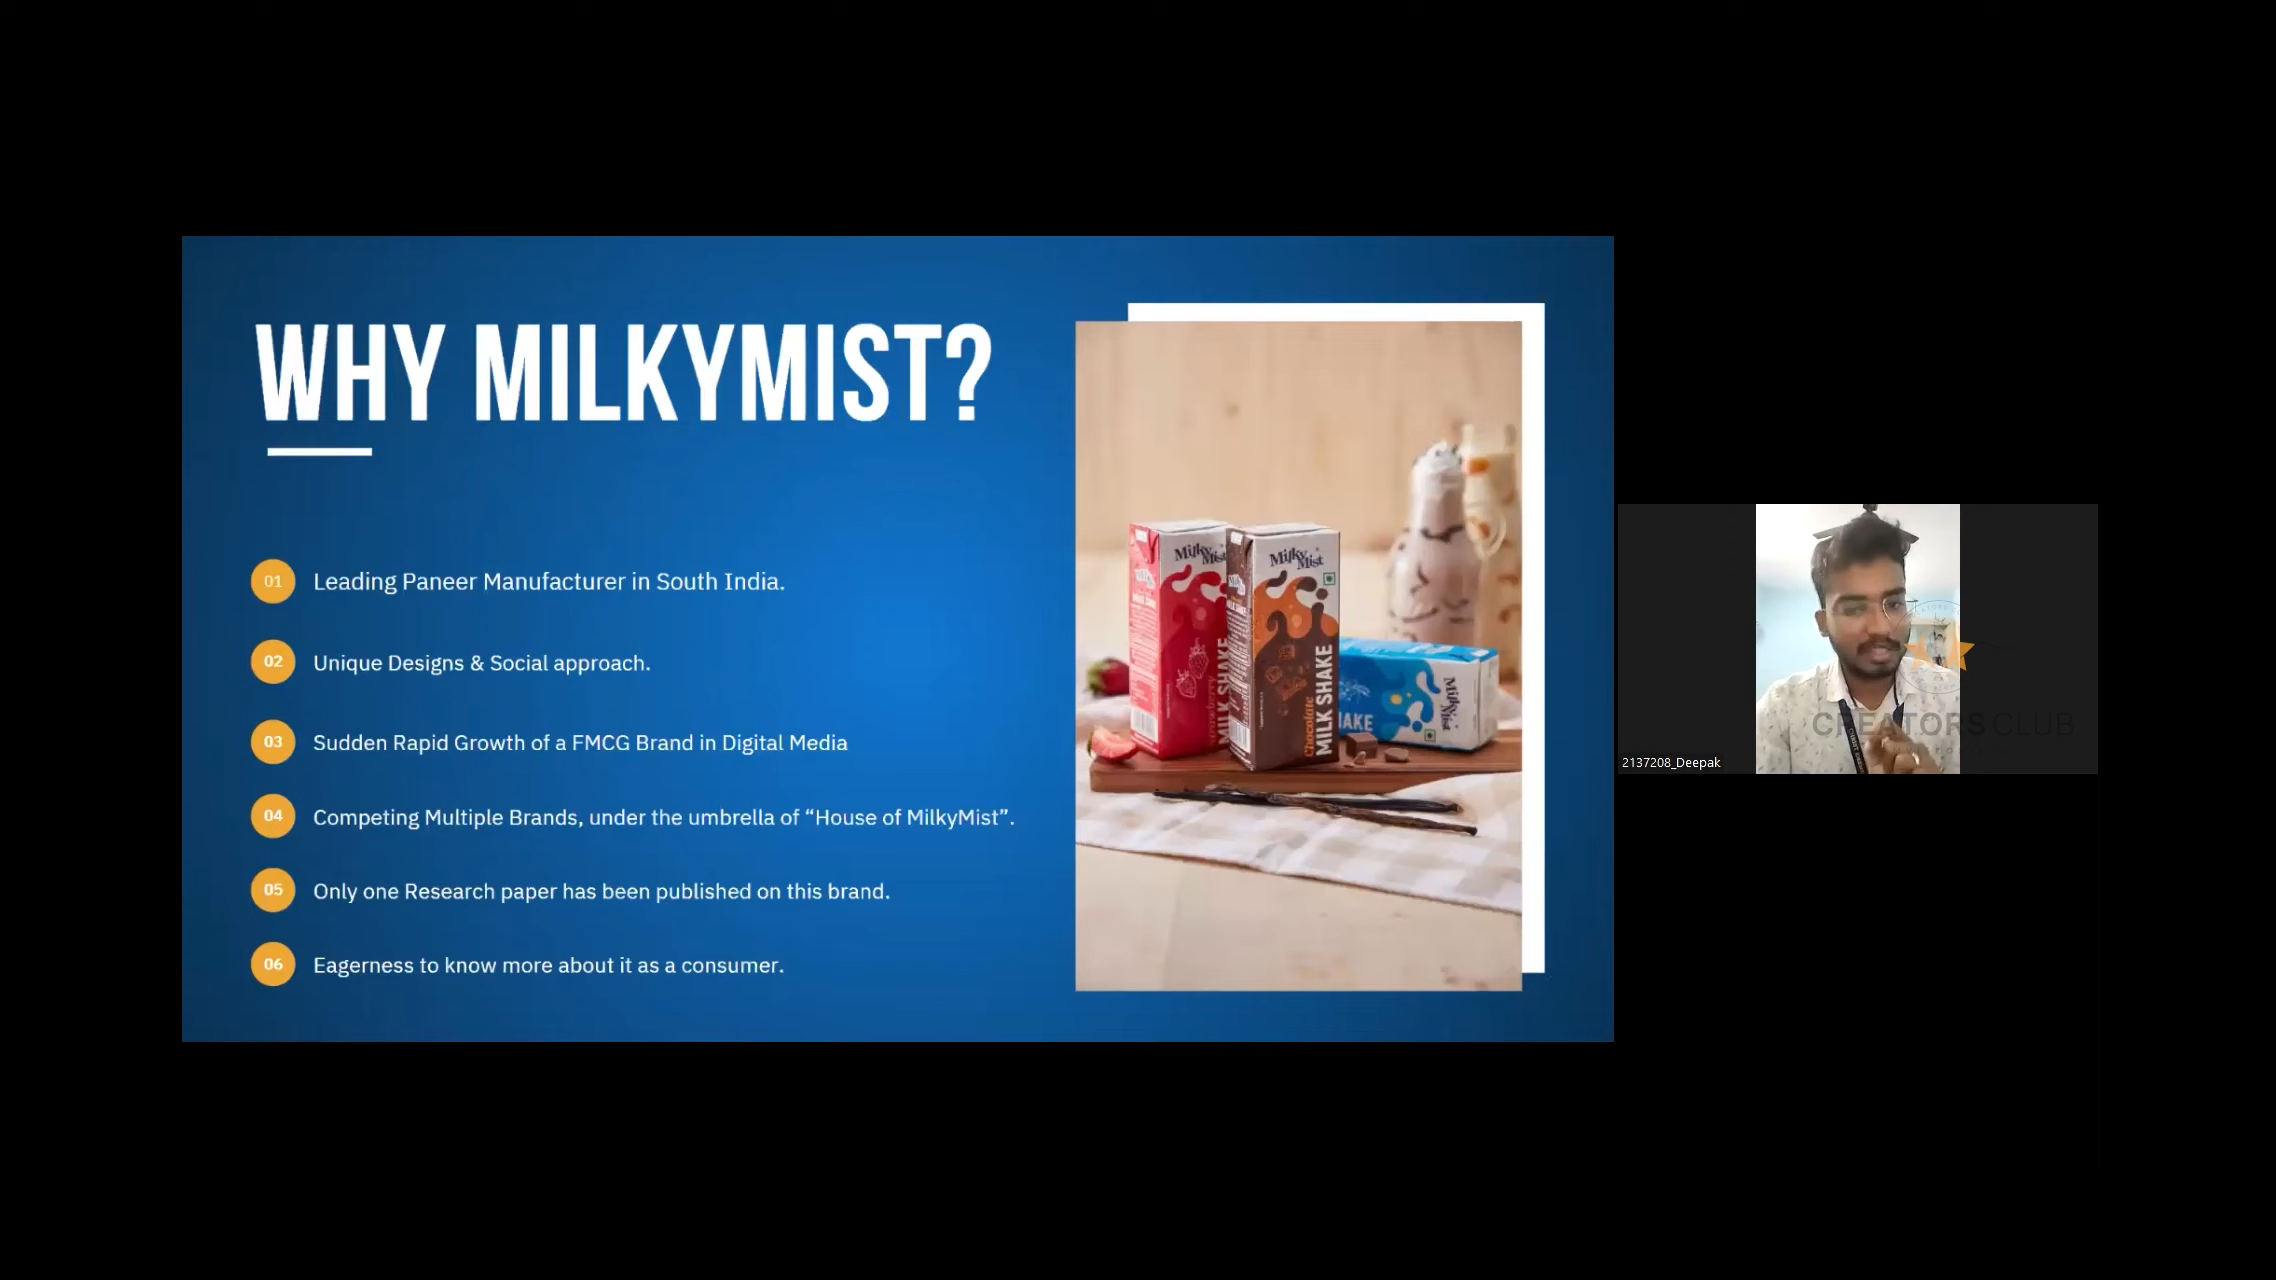 WHY MILKYMIST?
01 Leading Paneer Manufacturer in South India.
02 Unique Designs & Social approach.
03 Sudden Rapid Growth of a FMCG Brand in Digital Media
04 Competing Multiple Brands, under the umbrella of “House of MilkyMist”.
05 Only one Research paper has been published on this brand.
06 Eagerness to know more about it as a consumer.
Milky
Mist
MILK SHAKE
Milky
Mist
Chocolate
MILK SHAKE
Milky
Mist
CREATORS CLUB
2137208_Deepak